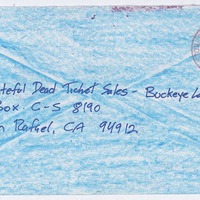 teful Dead Ticket Sales - Buckeye La
Box C-S 8190
n Rafael, CA 94912